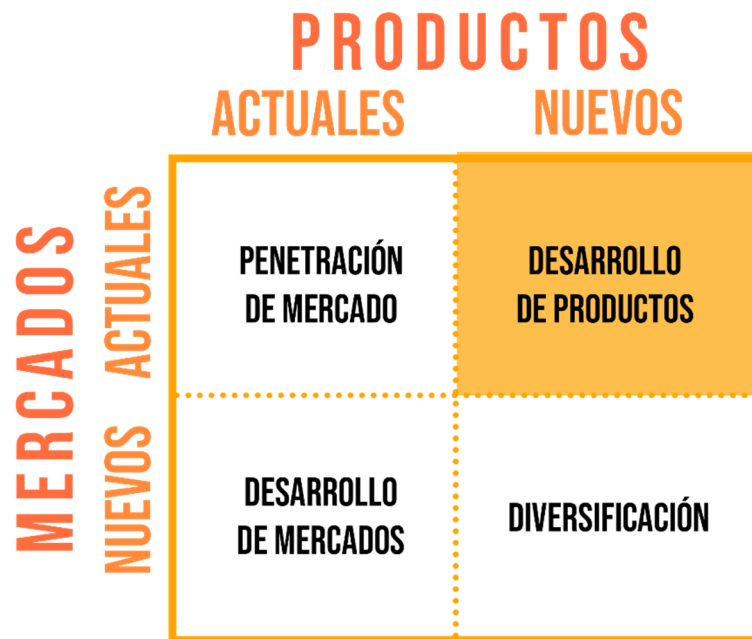 PRODUCTOS
ACTUALES NUEVOS
MERCADOS
ACTUALES
PENETRACIÓN
DE MERCADO
DESARROLLO
DE PRODUCTOS
NUEVOS
DESARROLLO
DE MERCADOS
DIVERSIFICACIÓN